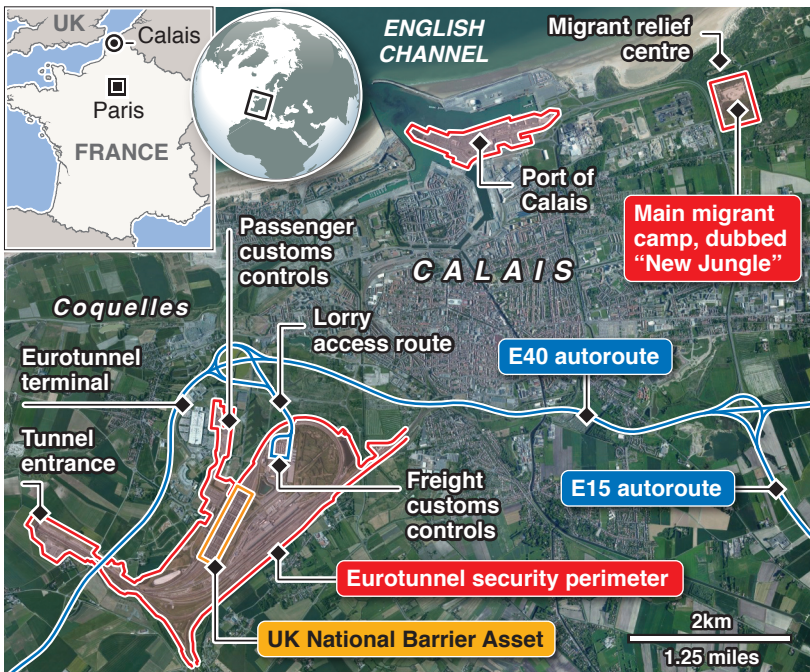 UK
Calais
Paris
FRANCE
ENGLISH
CHANNEL
Migrant relief
centre
Port of
Calais
Main migrant
camp, dubbed
“New Jungle”
Passenger
customs
controls
CALAIS
Coquelles
Lorry
access route
Eurotunnel
terminal
E40 autoroute
Tunnel
entrance
Freight
customs
controls
E15 autoroute
Eurotunnel security perimeter
UK National Barrier Asset
2km
1.25 miles